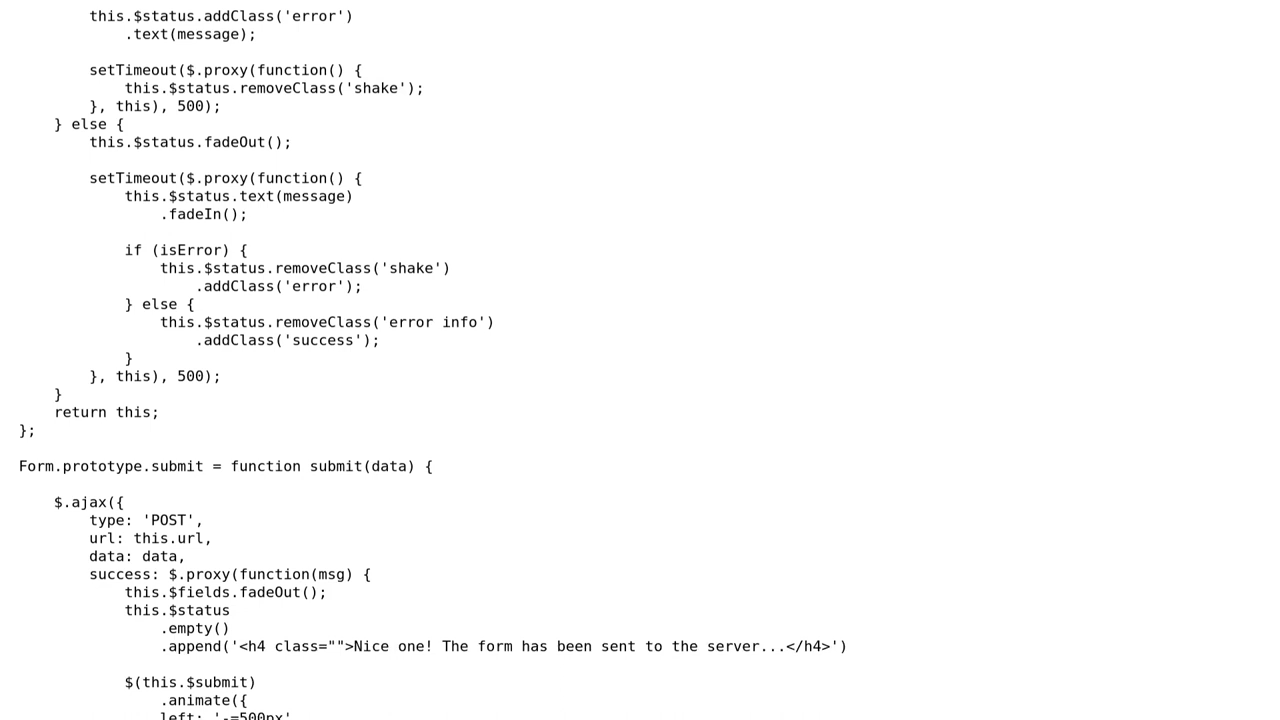 this.$status.addClass('error')
            .text(message);

        setTimeout($.proxy(function() {
            this.$status.removeClass('shake');
        }, this), 500);
    } else {
        this.$status.fadeOut();

        setTimeout($.proxy(function() {
            this.$status.text(message)
                .fadeIn();

            if (isError) {
                this.$status.removeClass('shake')
                    .addClass('error');
            } else {
                this.$status.removeClass('error info')
                    .addClass('success');
            }
        }, this), 500);
    }
    return this;
};

Form.prototype.submit = function submit(data) {

    $.ajax({
        type: 'POST',
        url: this.url,
        data: data,
        success: $.proxy(function(msg) {
            this.$fields.fadeOut();
            this.$status
                .empty()
                .append('<h4 class="">Nice one! The form has been sent to the server...</h4>')

            $(this.$submit)
                .animate({
                left: '-=500px'